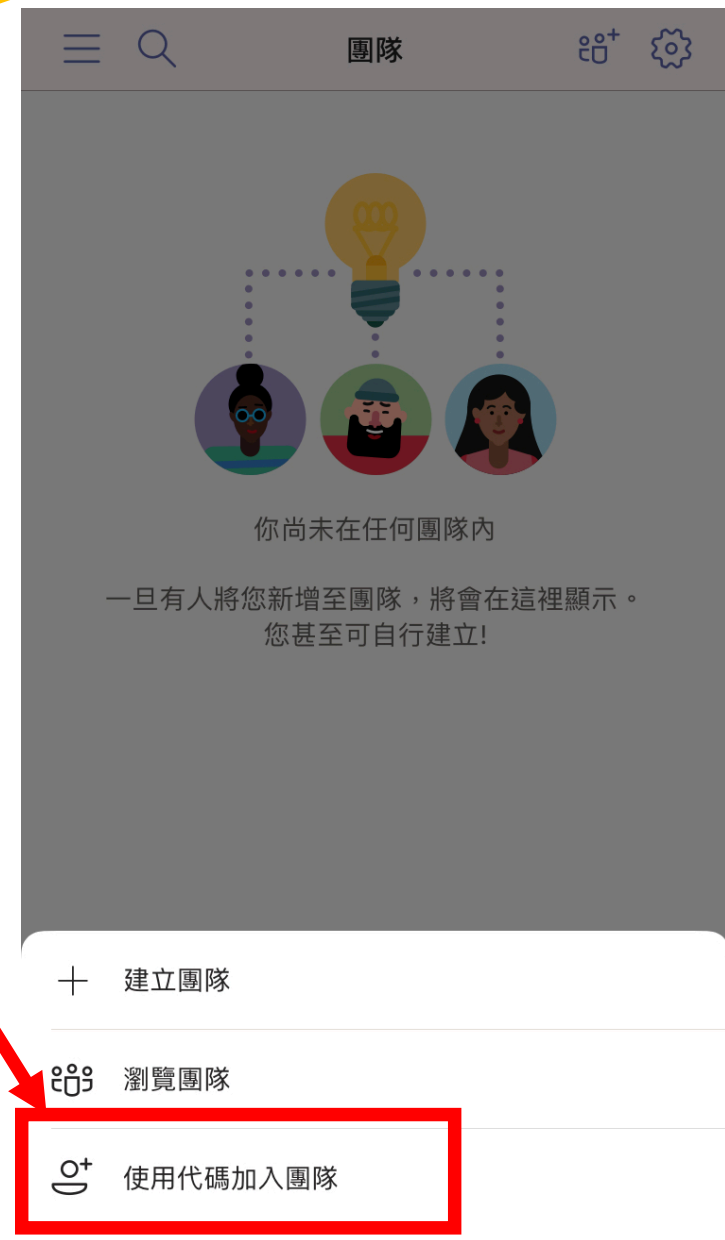 團隊
你尚未在任何團隊內
一旦有人將您新增至團隊，將會在這裡顯示。
您甚至可自行建立!
建立團隊
瀏覽團隊
使用代碼加入團隊